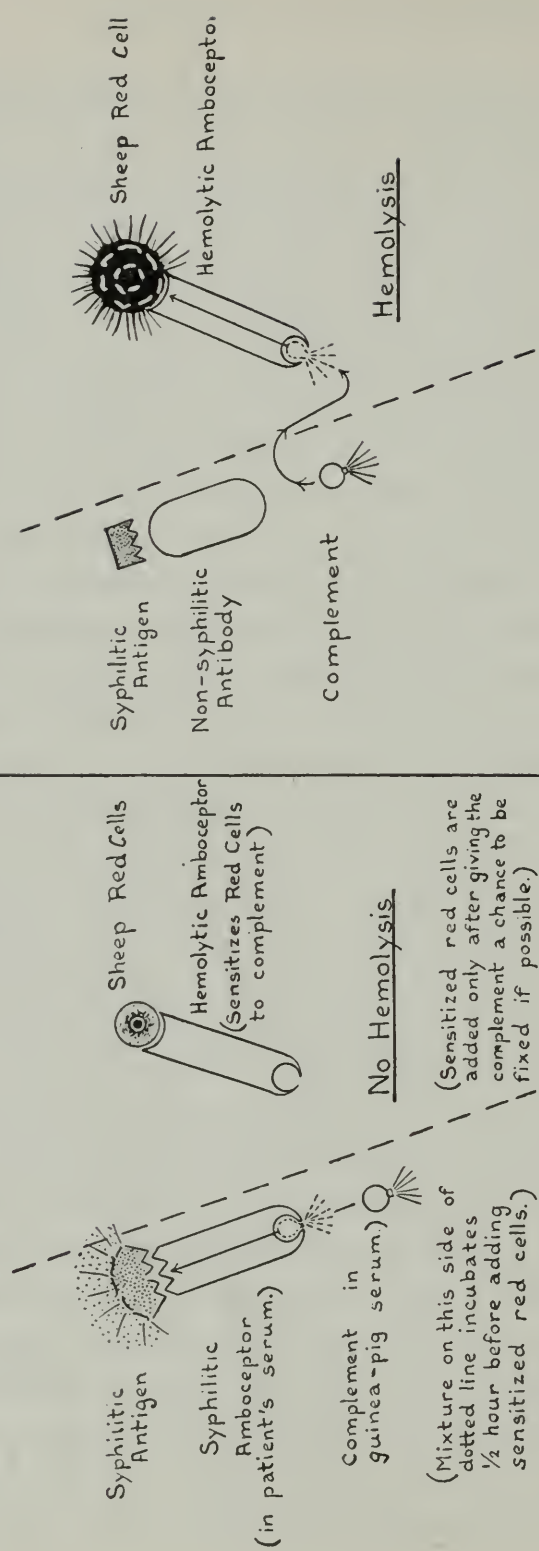 Syphilitic
Antigen
Syphilitic
Amboceptor
(in patient's serum.)
Complement in
guinea-pig serum.)
(Mixture on this side of
dotted line incubates
½ hour before adding
sensitized red cells.)
Sheep Red Cells
Hemolytic Amboceptor
(Sensitizes Red Cells
to complement)
No Hemolysis
(Sensitized red cells are
added only after giving the
complement a chance to be
fixed if possible.)
Syphilitic
Antigen
Non-syphilitic
Antibody
Complement
Sheep Red Cell
Hemolytic Amboceptor
Hemolysis